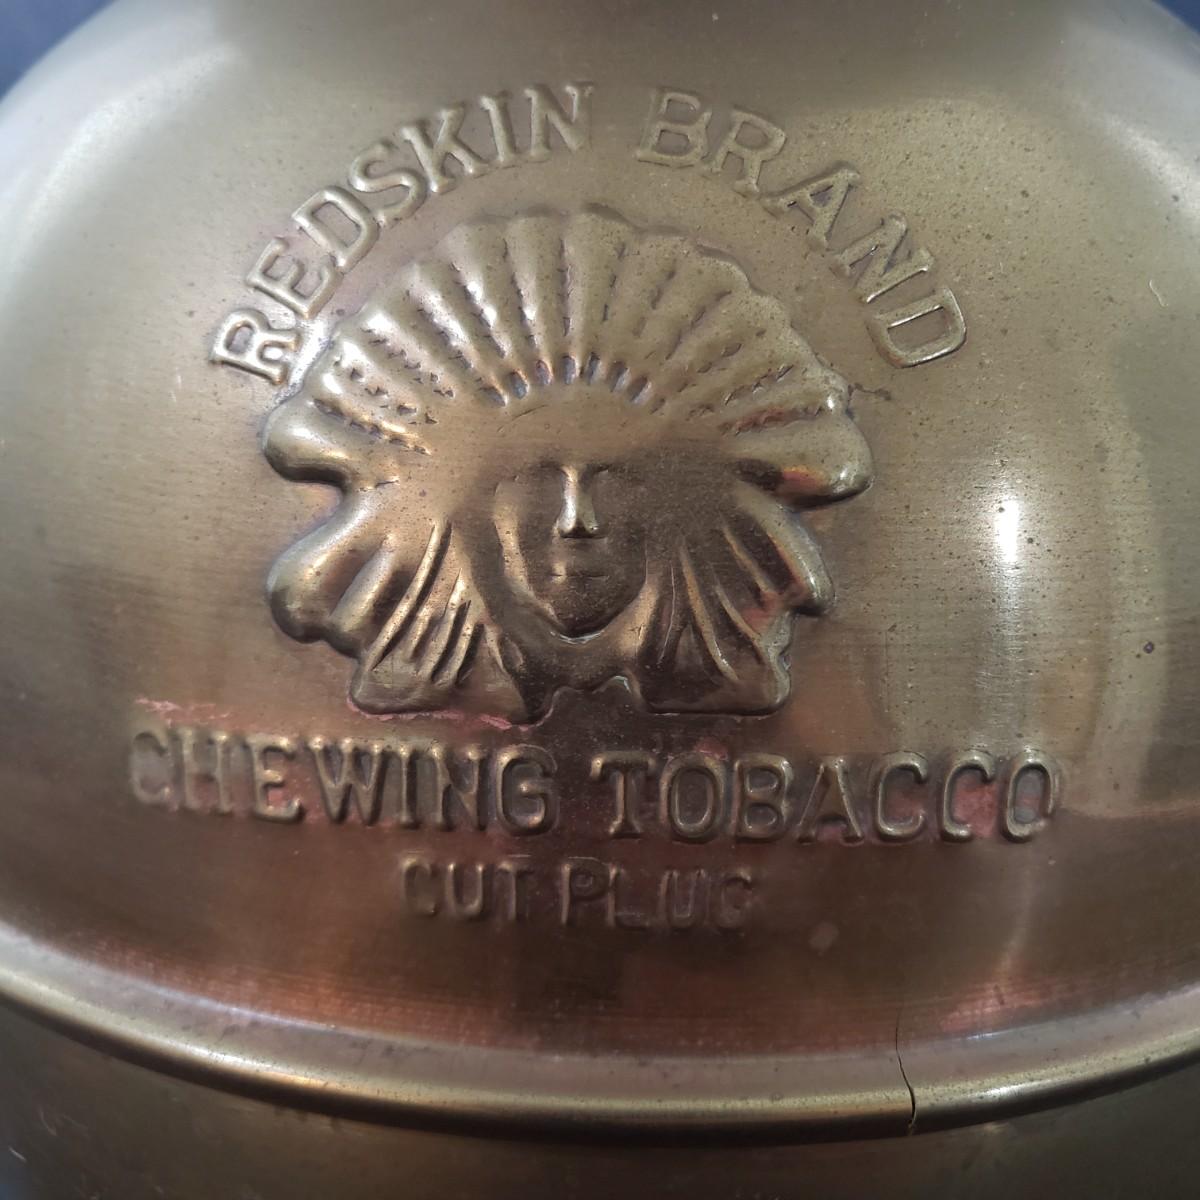 REDSKIN BRAND
CHEWING TOBACCO
CUT PLUG